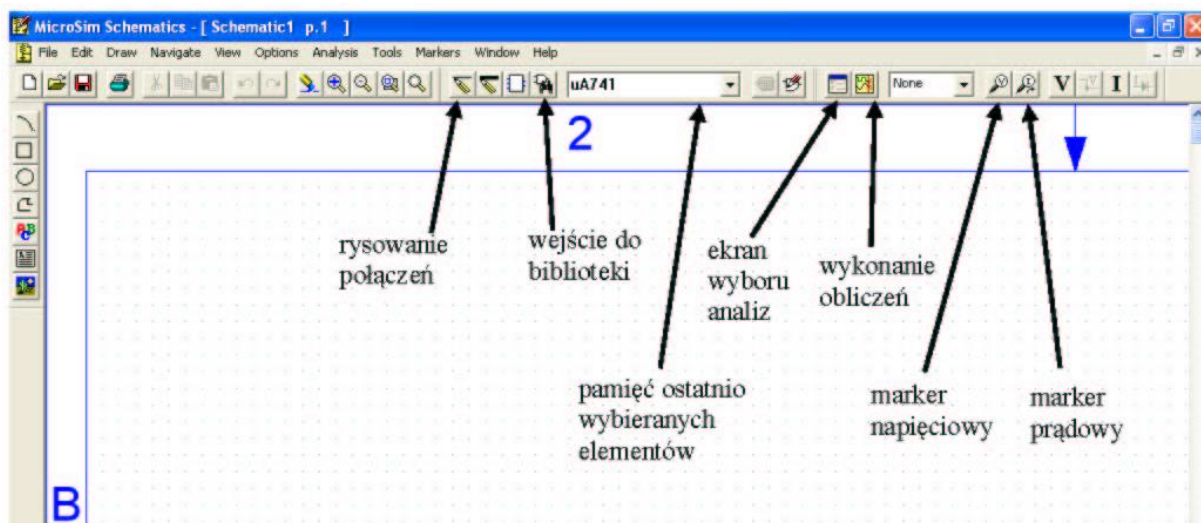 MicroSim Schematics - [ Schematic1 p.1 ]
File Edit Draw Navigate View Options Analysis Tools Markers Window Help
uA741 None V I
2
rysowanie
połączeń
wejście do
biblioteki
ekran
wyboru
analiz
wykonanie
obliczeń
pamięć ostatnio
wybieranych
elementów
marker
napięciowy
marker
prądowy
B